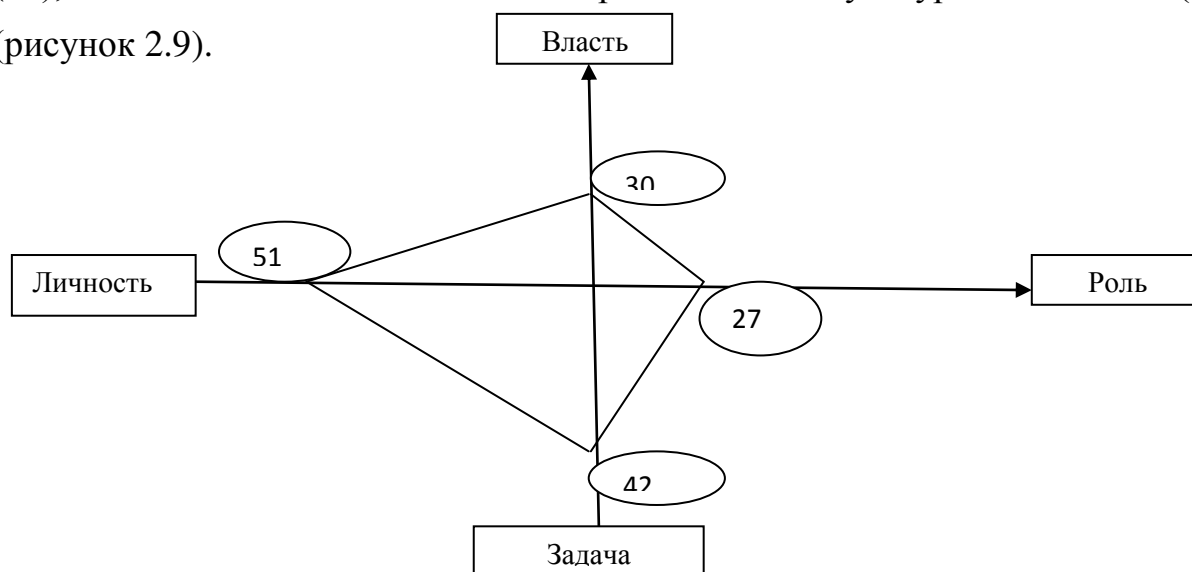 (рисунок 2.9).
Власть
30
51
Личность
Роль
27
42
Задача